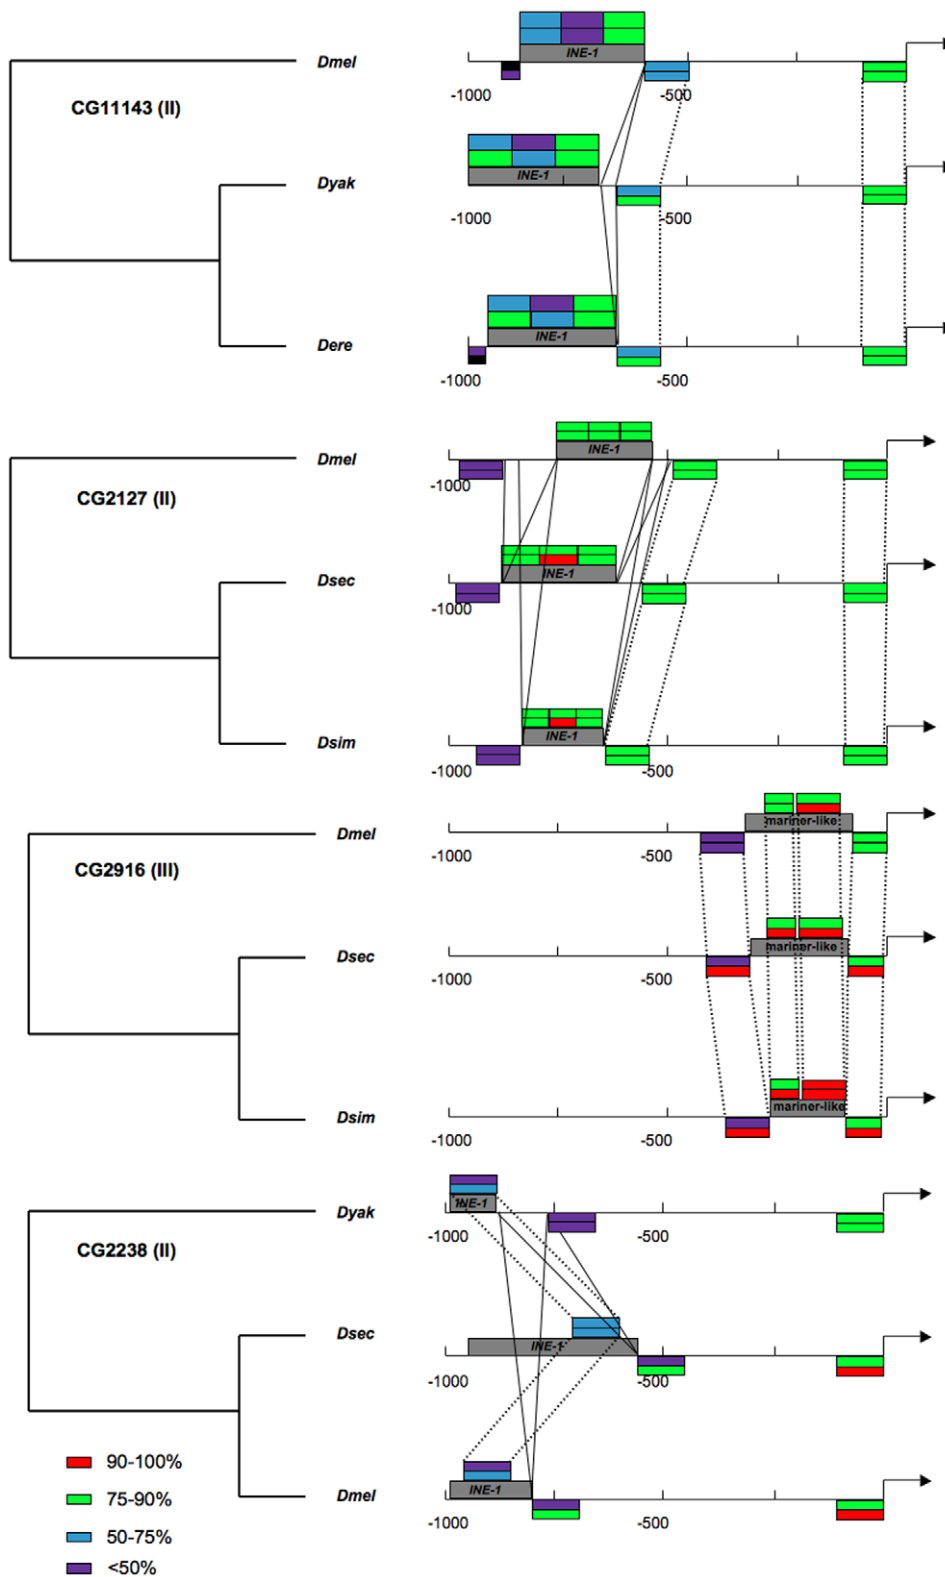 INE-1
Dmel
-1000
-500
CG11143 (II)
INE-1
Dyak
-1000
-500
INE-1
Dere
-1000
-500
INE-1
Dmel
-1000
CG2127 (II)
INE-1
Dsec
-1000
INE-1
Dsim
-1000
-500
mariner-like
Dmel
-1000
-500
CG2916 (III)
mariner-like
Dsec
-1000
-500
mariner-like
Dsim
-1000
-500
INE-1
Dyak
-1000
-500
CG2238 (II)
Dsec
INE-1
-1000
-500
90-100%
INE-1
Dmel
75-90%
-1000
-500
50-75%
<50%